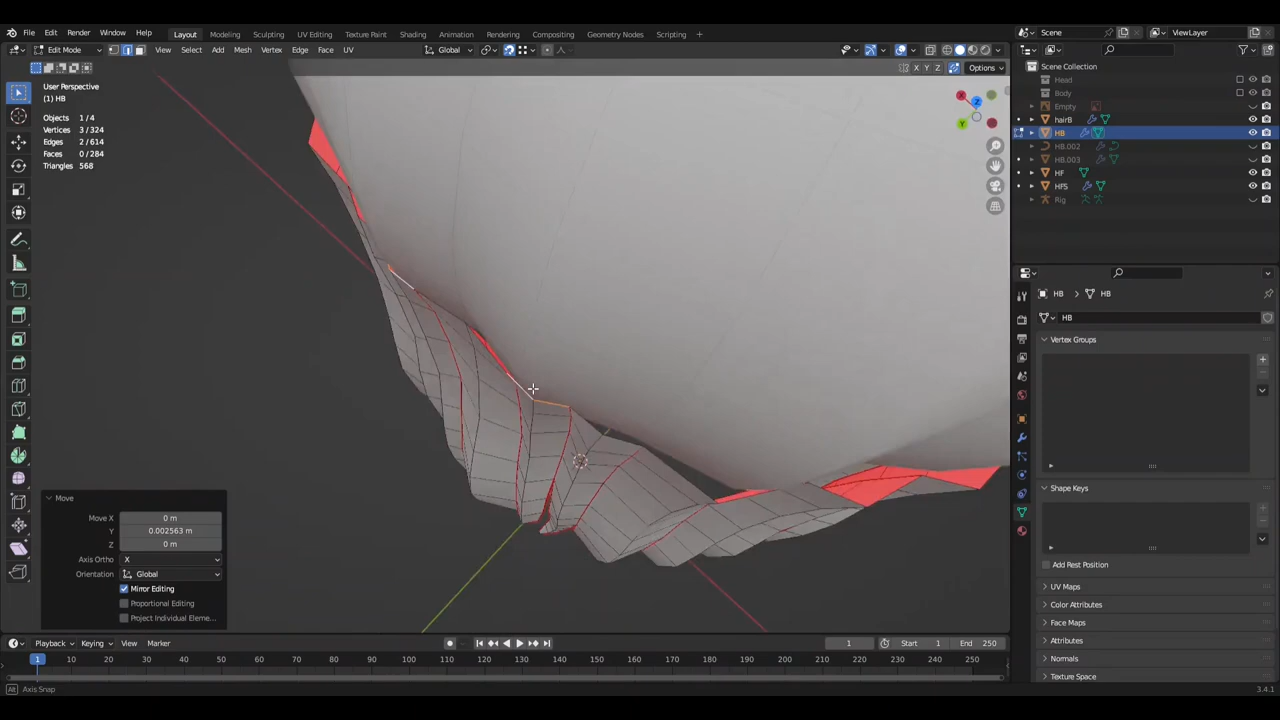 File Edit Render Window Help Layout Modeling Sculpting UV Editing Texture Paint Shading Animation Rendering Compositing Geometry Nodes Scripting Scene ViewLayer
Edit Mode View Select Add Mesh Vertex Edge Face UV Global
X Y Z Options Scene Collection
User Perspective
(1) HB
Objects 1/4
Vertices 3/324
Edges 2/614
Faces 0/284
Triangles 568
Head
Body
Empty
hairB
HB
HB.002
HB.003
HF
HFS
Rig
HB HB
HB
Vertex Groups
Shape Keys
Add Rest Position
UV Maps
Color Attributes
Face Maps
Attributes
Normals
Texture Space
Move
Move X 0 m
Y 0.002563 m
Z 0 m
Axis Ortho X
Orientation Global
Mirror Editing
Proportional Editing
Project Individual Eleme...
Playback Keying View Marker 1 Start 1 End 250
1 10 20 30 40 50 60 70 80 90 100 110 120 130 140 150 160 170 180 190 200 210 220 230 240 250
Alt Axis Snap 3.4.1